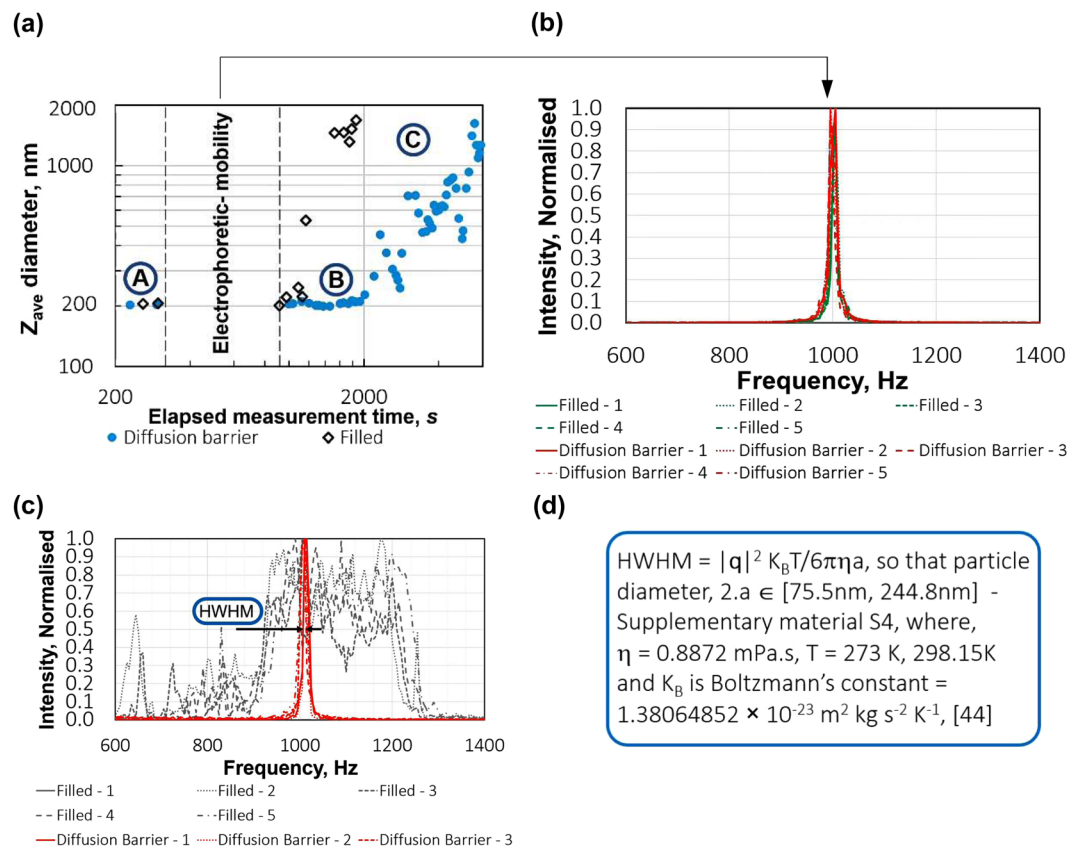 (a)
2000
1000
200
100
Z_ave diameter, nm
A
B
C
Electrophoretic- mobility
200
2000
Elapsed measurement time, s
Diffusion barrier
Filled
(b)
1.0
0.9
0.8
0.7
0.6
0.5
0.4
0.3
0.2
0.1
0.0
Intensity, Normalised
600 800 1000 1200 1400
Frequency, Hz
Filled - 1 Filled - 2 Filled - 3
Filled - 4 Filled - 5
Diffusion Barrier - 1 Diffusion Barrier - 2 Diffusion Barrier - 3
Diffusion Barrier - 4 Diffusion Barrier - 5
(c)
1.0
0.9
0.8
0.7
0.6
0.5
0.4
0.3
0.2
0.1
0.0
Intensity, Normalised
HWHM
600 800 1000 1200 1400
Frequency, Hz
Filled - 1 Filled - 2 Filled - 3
Filled - 4 Filled - 5
Diffusion Barrier - 1 Diffusion Barrier - 2 Diffusion Barrier - 3
(d)
HWHM = |q|² K_BT/6πηa, so that particle
diameter, 2.a ∈ [75.5nm, 244.8nm] -
Supplementary material S4, where,
η = 0.8872 mPa.s, T = 273 K, 298.15K
and K_B is Boltzmann's constant =
1.38064852 × 10⁻²³ m² kg s⁻² K⁻¹, [44]